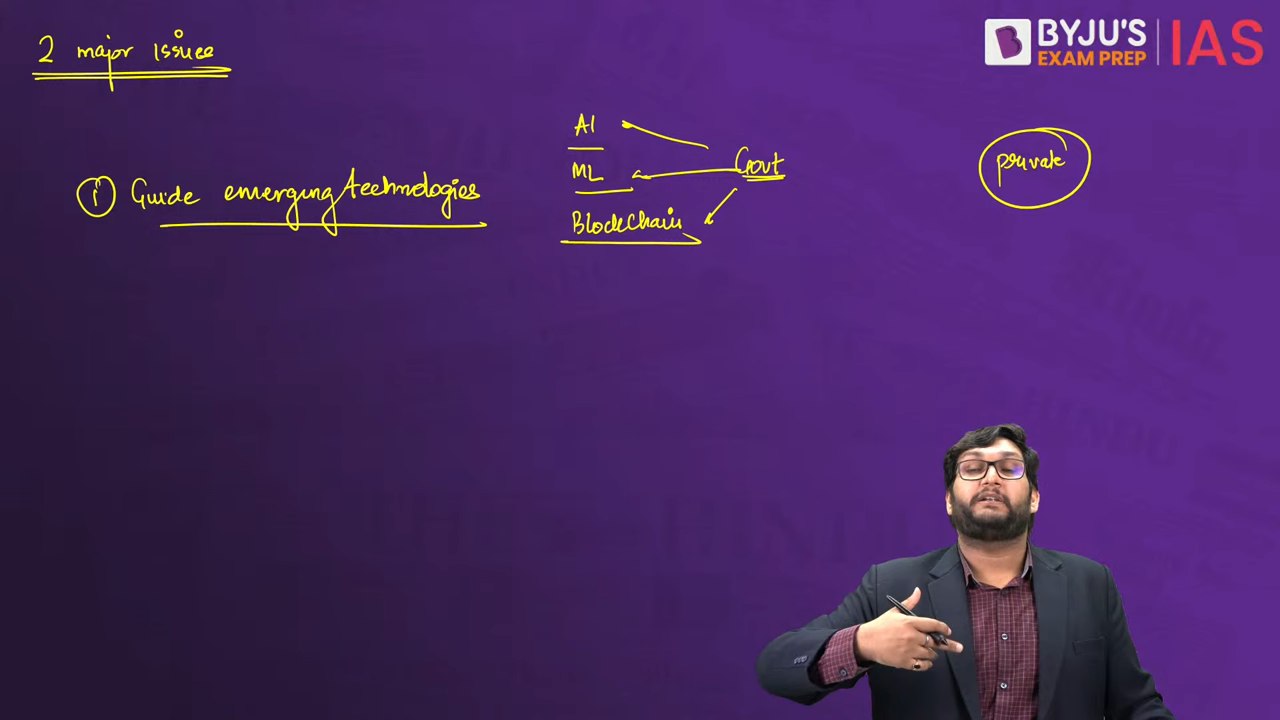 2 major issues
BYJU'S
EXAM PREP
IAS
① Guide emerging technologies
AI
ML
Blockchain
Govt
private